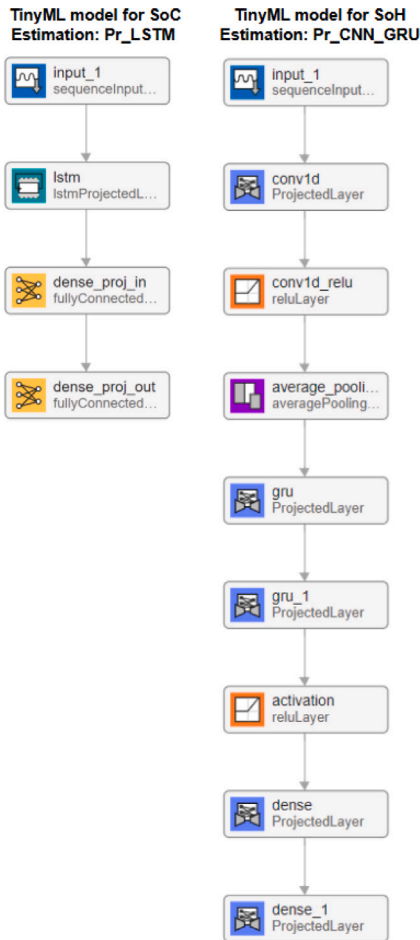 TinyML model for SoC
Estimation: Pr_LSTM
input_1
sequenceInput...
lstm
lstmProjectedL...
dense_proj_in
fullyConnected...
dense_proj_out
fullyConnected...
TinyML model for SoH
Estimation: Pr_CNN_GRU
input_1
sequenceInput...
conv1d
ProjectedLayer
conv1d_relu
reluLayer
average_pooli...
averagePooling...
gru
ProjectedLayer
gru_1
ProjectedLayer
activation
reluLayer
dense
ProjectedLayer
dense_1
ProjectedLayer